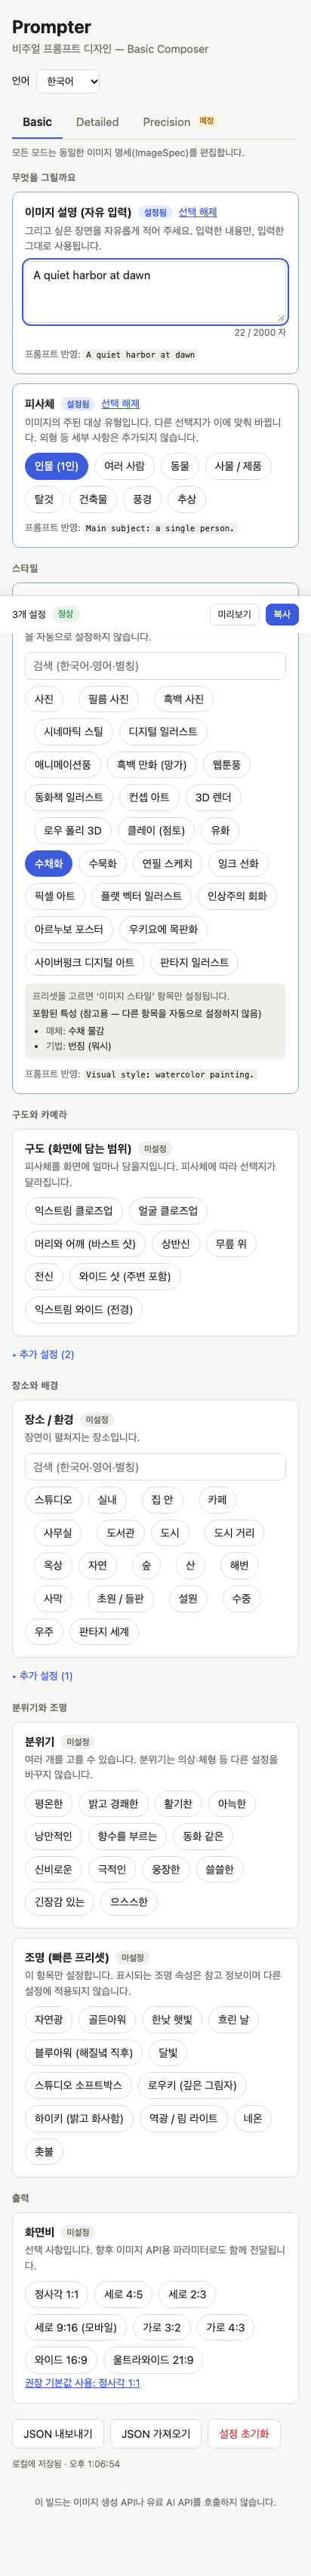 Prompter
비주얼 프롬프트 디자인 — Basic Composer
언어 한국어
Basic Detailed Precision 예정
모든 모드는 동일한 이미지 명세(ImageSpec)를 편집합니다.
무엇을 그릴까요
이미지 설명 (자유 입력) 설정됨 선택 해제
그리고 싶은 장면을 자유롭게 적어 주세요. 입력한 내용만, 입력한
그대로 사용됩니다.
A quiet harbor at dawn
22 / 2000 자
프롬프트 반영: A quiet harbor at dawn
피사체 설정됨 선택 해제
이미지의 주된 대상 유형입니다. 다른 선택지가 이에 맞춰 바뀝니
다. 외형 등 세부 사항은 추가되지 않습니다.
인물 (1인) 여러 사람 동물 사물 / 제품
탈것 건축물 풍경 추상
프롬프트 반영: Main subject: a single person.
스타일
3개 설정 정상 미리보기 복사
을 자동으로 설정하지 않습니다.
검색 (한국어·영어·별칭)
사진 필름 사진 흑백 사진
시네마틱 스틸 디지털 일러스트
애니메이션풍 흑백 만화 (망가) 웹툰풍
동화책 일러스트 컨셉 아트 3D 렌더
로우 폴리 3D 클레이 (점토) 유화
수채화 수묵화 연필 스케치 잉크 선화
픽셀 아트 플랫 벡터 일러스트 인상주의 회화
아르누보 포스터 우키요에 목판화
사이버펑크 디지털 아트 판타지 일러스트
프리셋을 고르면 '이미지 스타일' 항목만 설정됩니다.
포함된 특성 (참고용 — 다른 항목을 자동으로 설정하지 않음)
• 매체: 수채 물감
• 기법: 번짐 (워시)
프롬프트 반영: Visual style: watercolor painting.
구도와 카메라
구도 (화면에 담는 범위) 미설정
피사체를 화면에 얼마나 담을지입니다. 피사체에 따라 선택지가
달라집니다.
익스트림 클로즈업 얼굴 클로즈업
머리와 어깨 (바스트 샷) 상반신 무릎 위
전신 와이드 샷 (주변 포함)
익스트림 와이드 (전경)
▸ 추가 설정 (2)
장소와 배경
장소 / 환경 미설정
장면이 펼쳐지는 장소입니다.
검색 (한국어·영어·별칭)
스튜디오 실내 집 안 카페
사무실 도서관 도시 도시 거리
옥상 자연 숲 산 해변
사막 초원 / 들판 설원 수중
우주 판타지 세계
▸ 추가 설정 (1)
분위기와 조명
분위기 미설정
여러 개를 고를 수 있습니다. 분위기는 의상·체형 등 다른 설정을
바꾸지 않습니다.
평온한 밝고 경쾌한 활기찬 아늑한
낭만적인 향수를 부르는 동화 같은
신비로운 극적인 웅장한 쓸쓸한
긴장감 있는 으스스한
조명 (빠른 프리셋) 미설정
이 항목만 설정합니다. 표시되는 조명 속성은 참고 정보이며 다른
설정에 적용되지 않습니다.
자연광 골든아워 한낮 햇빛 흐린 날
블루아워 (해질녘 직후) 달빛
스튜디오 소프트박스 로우키 (깊은 그림자)
하이키 (밝고 화사함) 역광 / 림 라이트 네온
촛불
출력
화면비 미설정
선택 사항입니다. 향후 이미지 API용 파라미터로도 함께 전달됩니
다.
정사각 1:1 세로 4:5 세로 2:3
세로 9:16 (모바일) 가로 3:2 가로 4:3
와이드 16:9 울트라와이드 21:9
권장 기본값 사용: 정사각 1:1
JSON 내보내기 JSON 가져오기 설정 초기화
로컬에 저장됨 · 오후 1:06:54
이 빌드는 이미지 생성 API나 유료 AI API를 호출하지 않습니다.